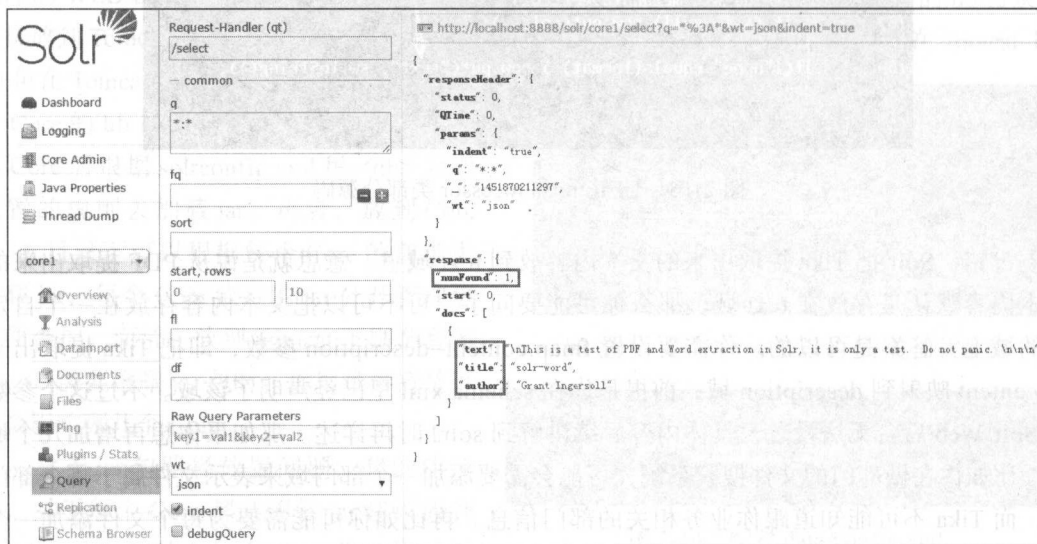 Solr
Dashboard
Logging
Core Admin
Java Properties
Thread Dump
core1
Overview
Analysis
Dataimport
Documents
Files
Ping
Plugins / Stats
Query
Replication
Schema Browser
Request-Handler (qt)
/select
common
q
*:*
fq
sort
start, rows
0
10
fl
df
Raw Query Parameters
key1=val1&key2=val2
wt
json
indent
debugQuery
http://localhost:8888/solr/core1/select?q=*%3A*&wt=json&indent=true
{
"responseHeader": {
"status": 0,
"QTime": 0,
"params": {
"indent": "true",
"q": "*:*",
"_": "1451870211297",
"wt": "json"
}
},
"response": {
"numFound": 1,
"start": 0,
"docs": [
{
"text": "\nThis is a test of PDF and Word extraction in Solr, it is only a test.  Do not panic.\n\n\n"
"title": "solr-word",
"author": "Grant Ingersoll"
}
]
}
}